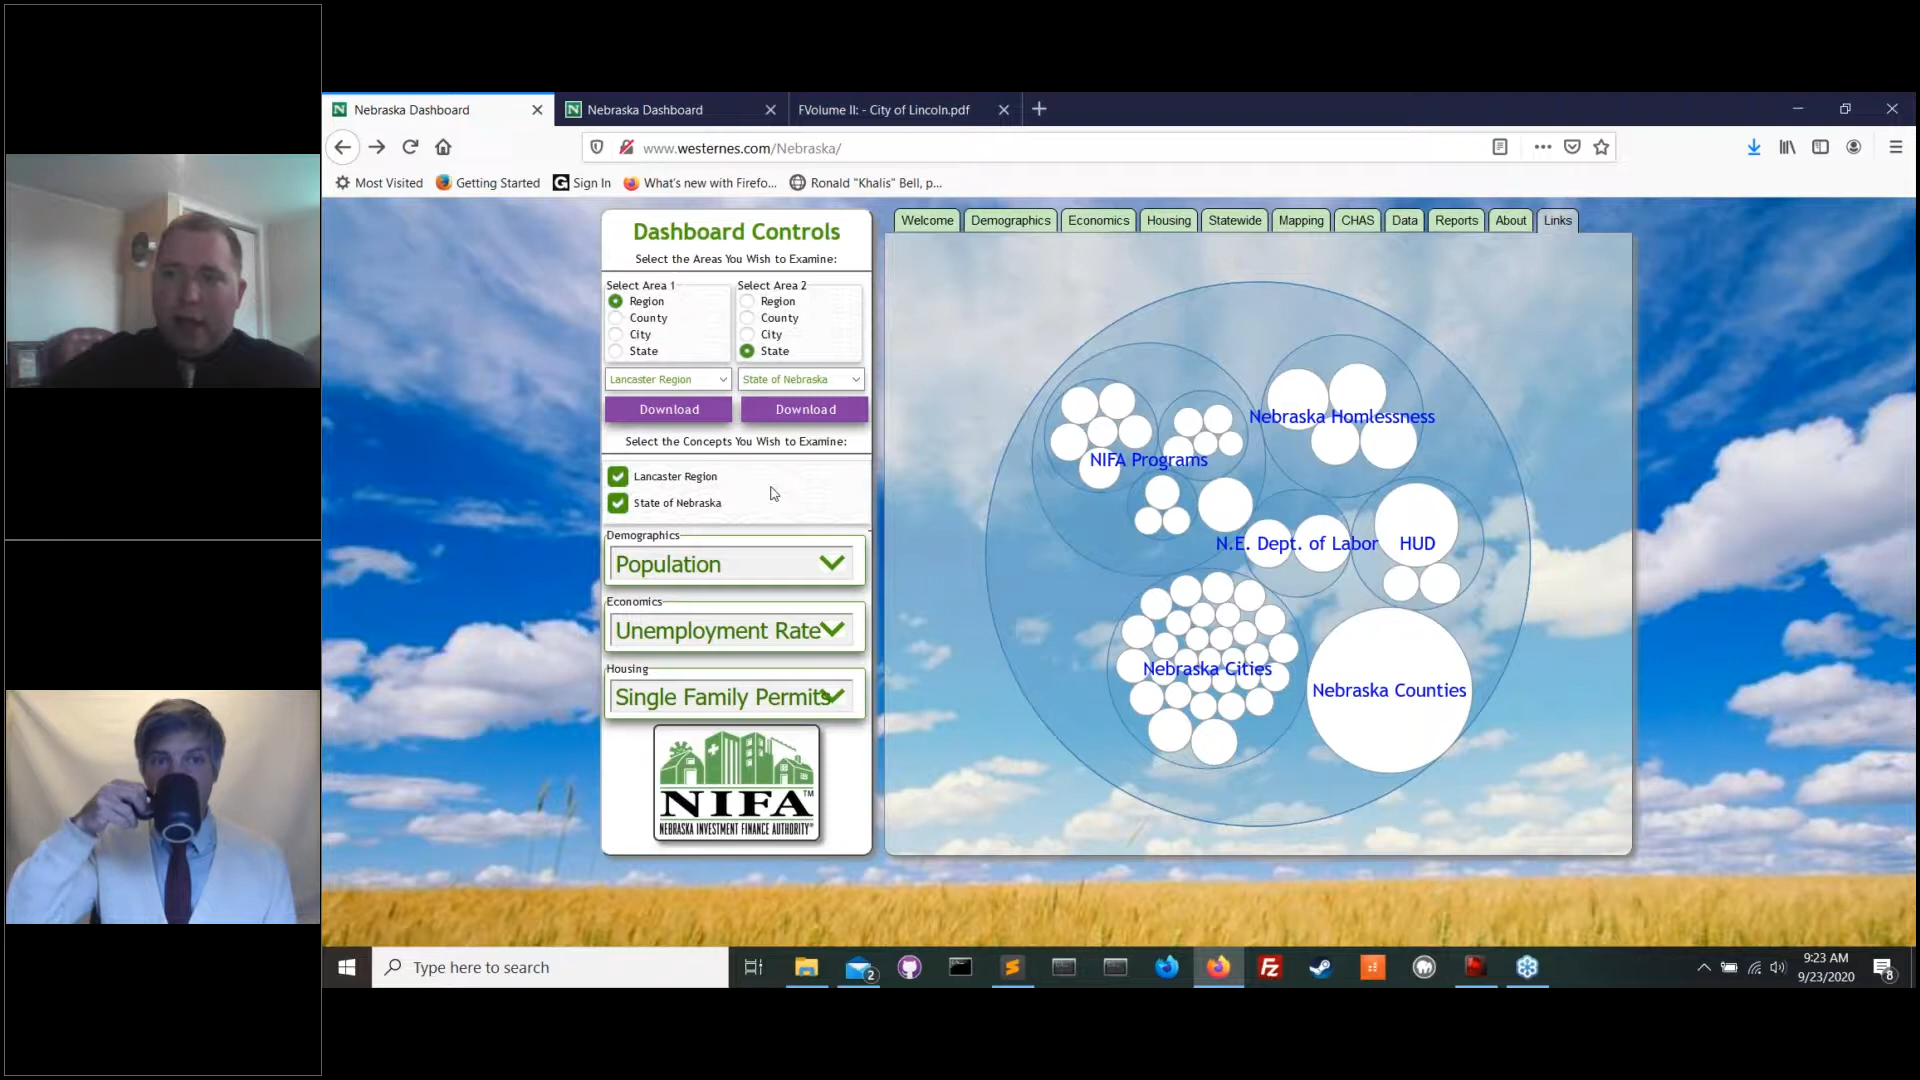 Nebraska Dashboard
Nebraska Dashboard
FVolume II: - City of Lincoln.pdf
www.westernes.com/Nebraska/
Most Visited
Getting Started
Sign In
What's new with Firefo...
Ronald "Khalis" Bell, p...
Dashboard Controls
Select the Areas You Wish to Examine:
Select Area 1
Region
County
City
State
Select Area 2
Region
County
City
State
Lancaster Region
State of Nebraska
Download
Download
Select the Concepts You Wish to Examine:
Lancaster Region
State of Nebraska
Demographics
Population
Economics
Unemployment Rate
Housing
Single Family Permits
NIFA™
NEBRASKA INVESTMENT FINANCE AUTHORITY
Welcome
Demographics
Economics
Housing
Statewide
Mapping
CHAS
Data
Reports
About
Links
Nebraska Homlessness
NIFA Programs
N.E. Dept. of Labor
HUD
Nebraska Cities
Nebraska Counties
Type here to search
2
9:23 AM
9/23/2020
8